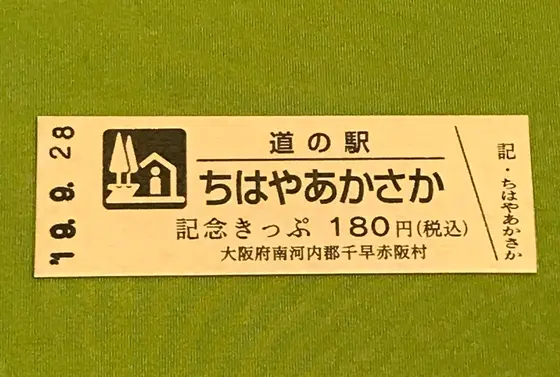 '19.9.28
道の駅
ちはやあかさか
記念きっぷ 180円(税込)
大阪府南河内郡千早赤阪村
記・ちはやあかさか